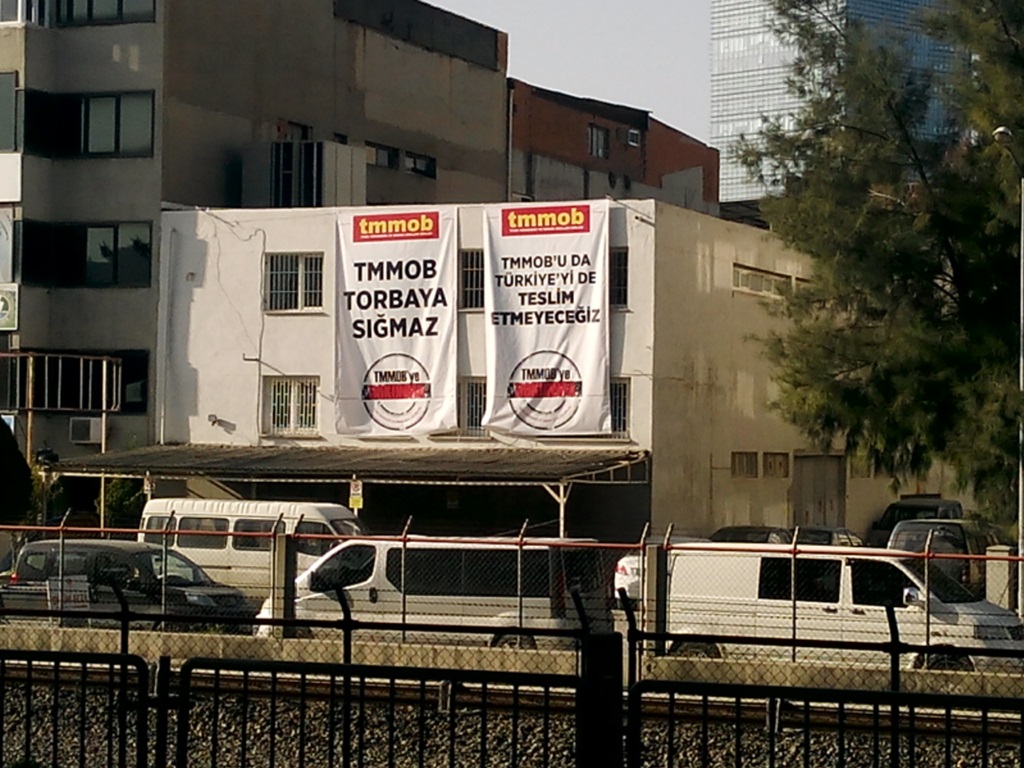 tmmob
TMMOB
TORBAYA
SIĞMAZ
TMMOB'ye
tmmob
TMMOB'U DA
TÜRKİYE'Yİ DE
TESLİM
ETMEYECEĞİZ
TMMOB'ye